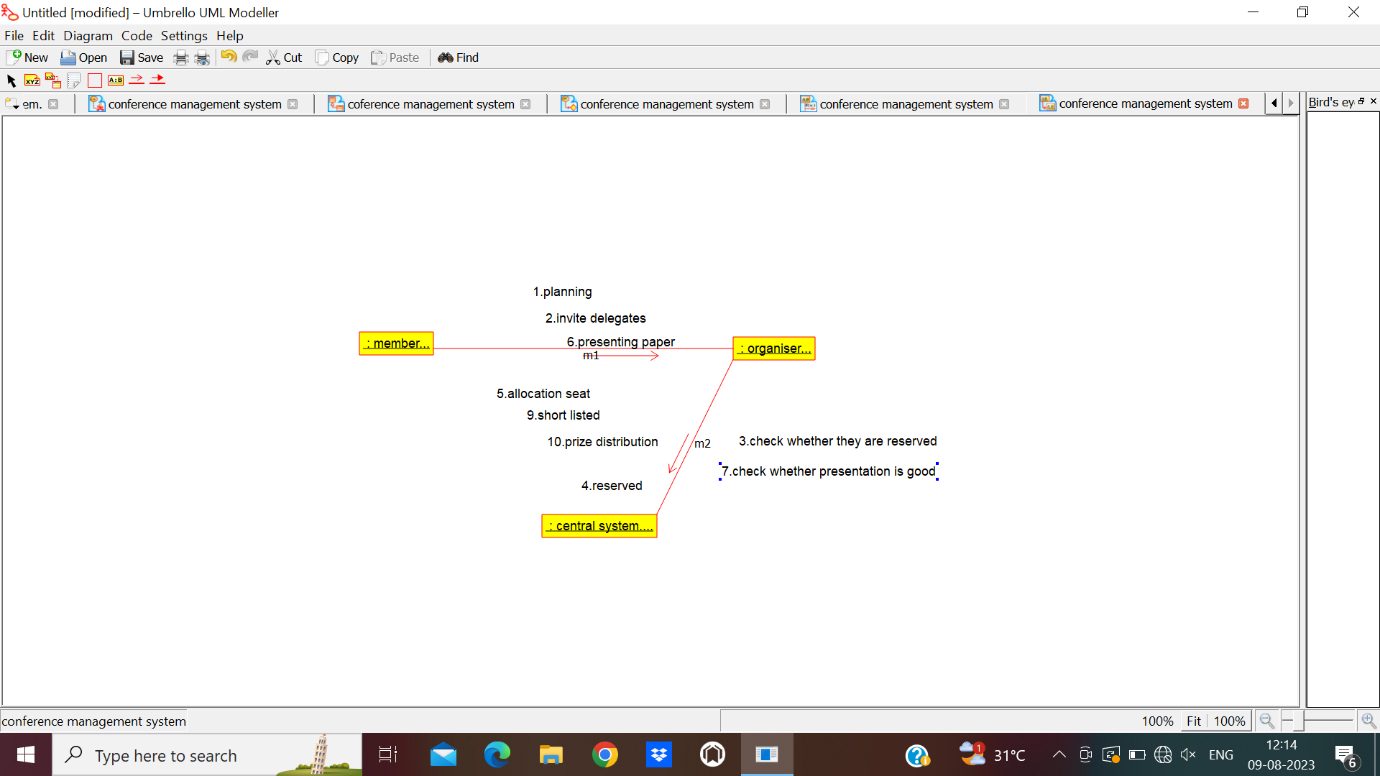 Untitled [modified] – Umbrello UML Modeller
File Edit Diagram Code Settings Help
New Open Save Cut Copy Paste Find
XYZ A:B
em. conference management system coference management system conference management system conference management system conference management system Bird's ey
1.planning
2.invite delegates
: member... 6.presenting paper : organiser...
m1
5.allocation seat
9.short listed
10.prize distribution m2 3.check whether they are reserved
7.check whether presentation is good
4.reserved
: central system....
conference management system 100% Fit 100%
Type here to search 1 31°C ENG 12:14
09-08-2023 6